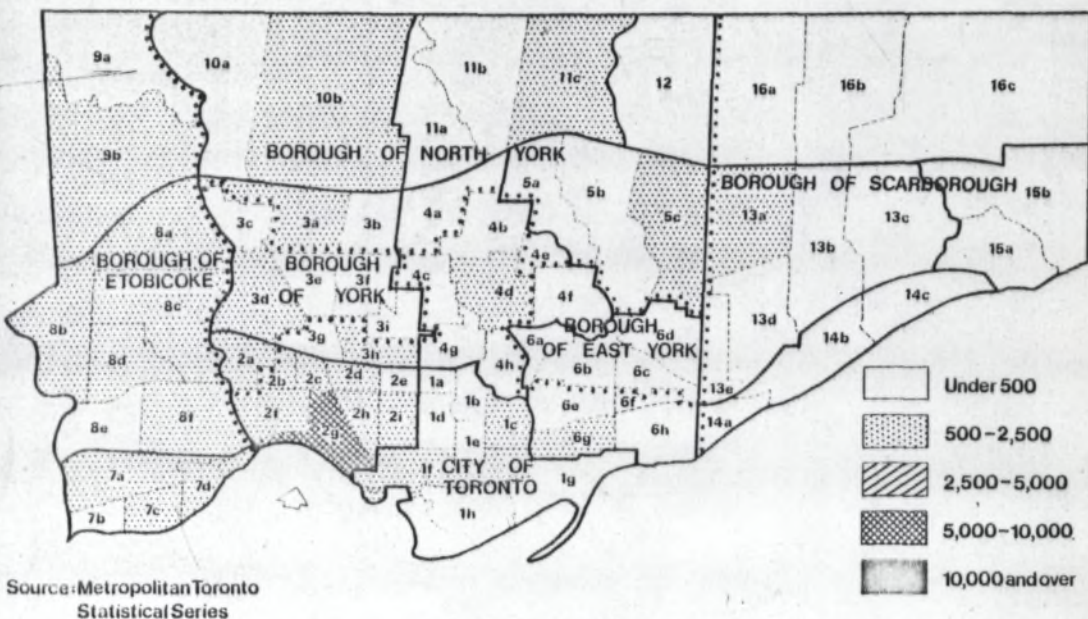 9a
10a
10b
11b
11a
11c
12
16a
16b
16c
9b
BOROUGH OF NORTH YORK
BOROUGH OF SCARBOROUGH
8a
3c
3a
3b
4a
5a
4b
5b
5c
13a
13b
13c
15b
15a
BOROUGH OF
ETOBICOKE
BOROUGH
OF YORK
3e
3f
4c
4e
8c
3d
4d
4f
14c
8b
8d
3g
3i
3h
4g
4h
BOROUGH
OF EAST YORK
6a
6d
13d
14b
2a
2b
2c
2d
2e
1a
6b
6c
13e
8e
8f
2f
2g
2h
2i
1d
1b
1c
1e
6e
6f
6g
6h
14a
7a
7d
7b
7c
1f
CITY OF
TORONTO
1g
1h
Under 500
500-2,500
2,500-5,000
5,000-10,000
10,000 and over
Source: Metropolitan Toronto
Statistical Series